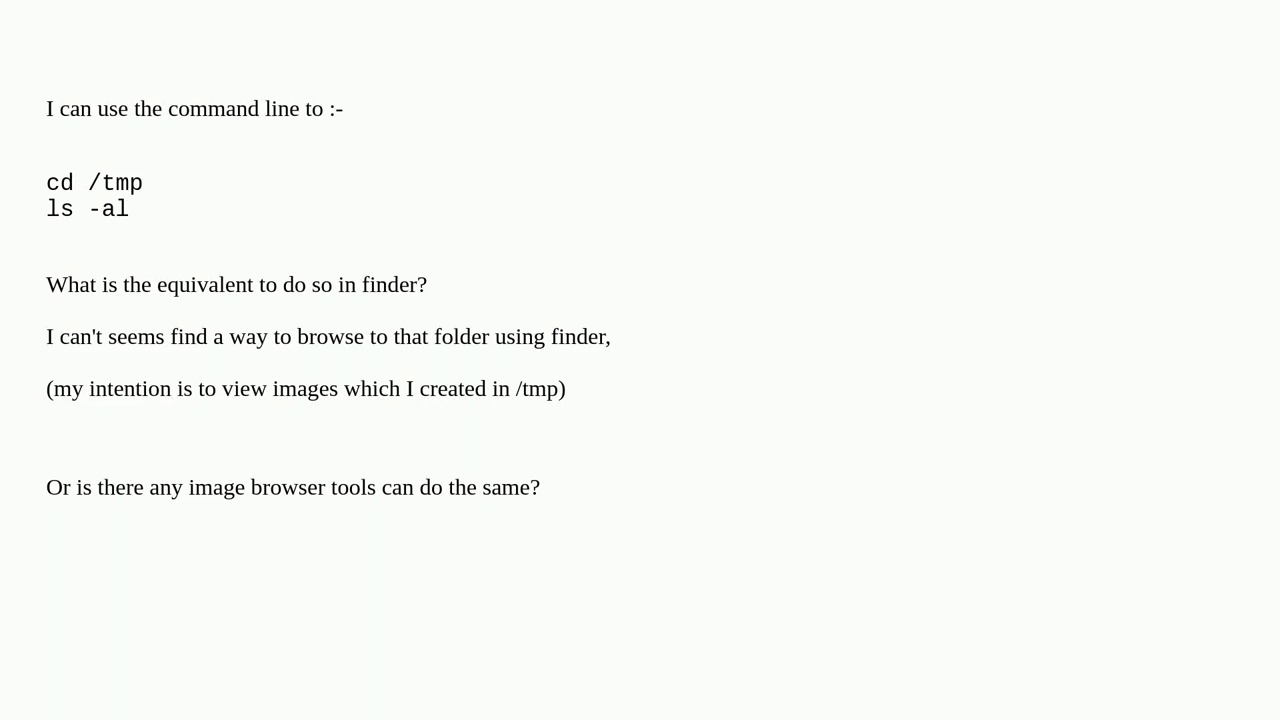 I can use the command line to :-
cd /tmp
ls -al
What is the equivalent to do so in finder?
I can't seems find a way to browse to that folder using finder,
(my intention is to view images which I created in /tmp)
Or is there any image browser tools can do the same?